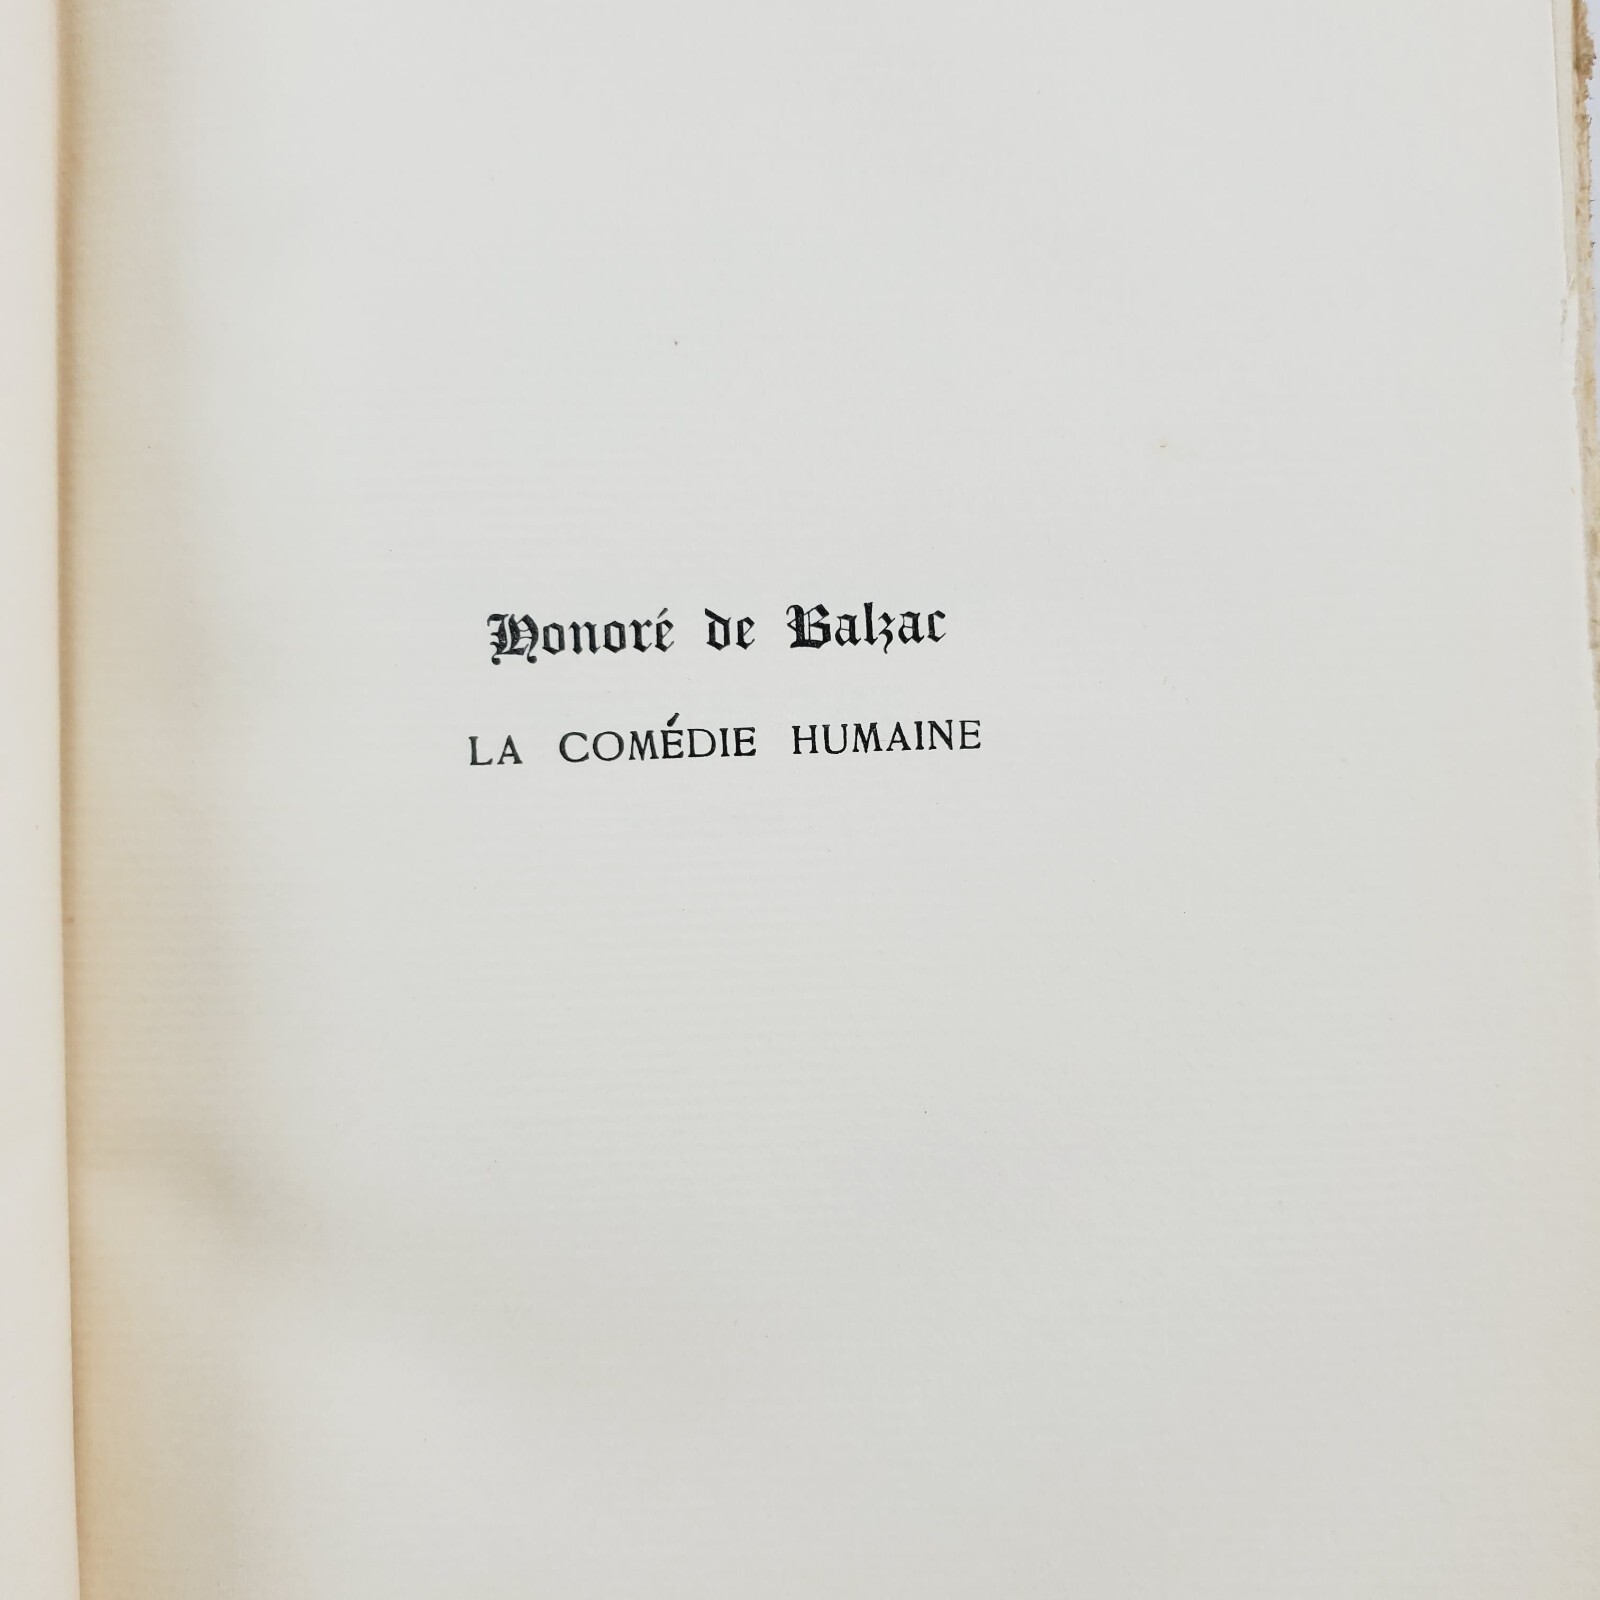 Honoré de Balzac
LA COMÉDIE HUMAINE